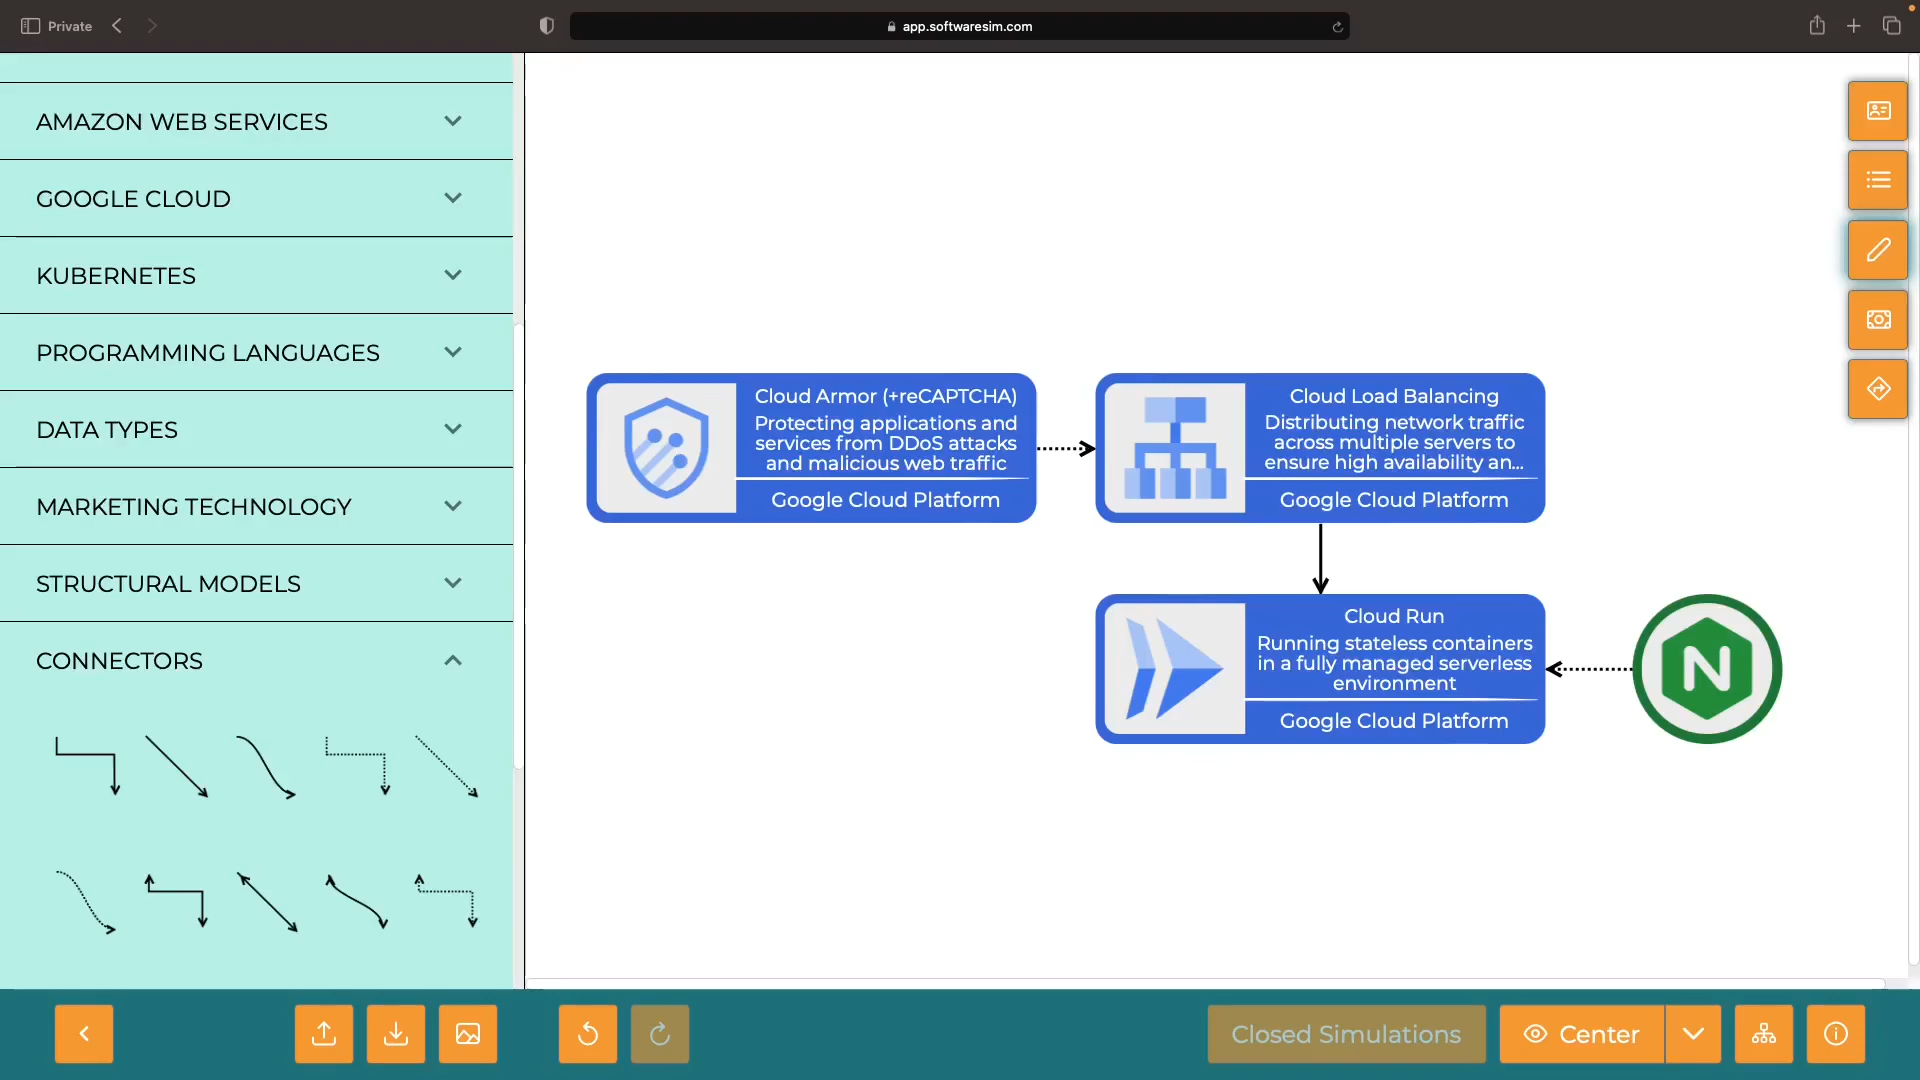 Private
app.softwaresim.com
AMAZON WEB SERVICES
GOOGLE CLOUD
KUBERNETES
PROGRAMMING LANGUAGES
DATA TYPES
MARKETING TECHNOLOGY
STRUCTURAL MODELS
CONNECTORS
Cloud Armor (+reCAPTCHA)
Protecting applications and
services from DDoS attacks
and malicious web traffic
Google Cloud Platform
Cloud Load Balancing
Distributing network traffic
across multiple servers to
ensure high availability an...
Google Cloud Platform
Cloud Run
Running stateless containers
in a fully managed serverless
environment
Google Cloud Platform
N
Closed Simulations
Center